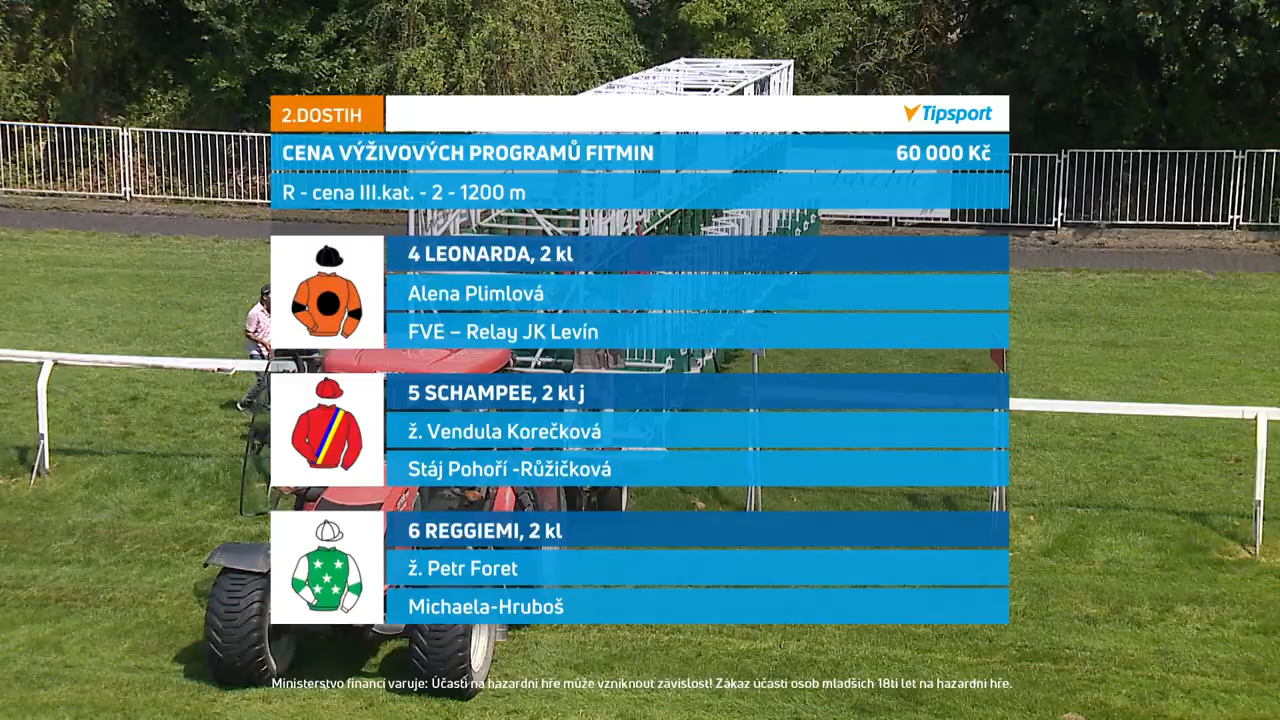 2.DOSTIH
Tipsport
CENA VÝŽIVOVÝCH PROGRAMŮ FITMIN 60 000 Kč
R - cena III.kat. - 2 - 1200 m
4 LEONARDA, 2 kl
Alena Plimlová
FVE – Relay JK Levín
5 SCHAMPEE, 2 kl j
ž. Vendula Korečková
Stáj Pohoří -Růžičková
6 REGGIEMI, 2 kl
ž. Petr Foret
Michaela-Hruboš
Ministerstvo financí varuje: Účastí na hazardní hře může vzniknout závislost! Zákaz účasti osob mladších 18ti let na hazardní hře.